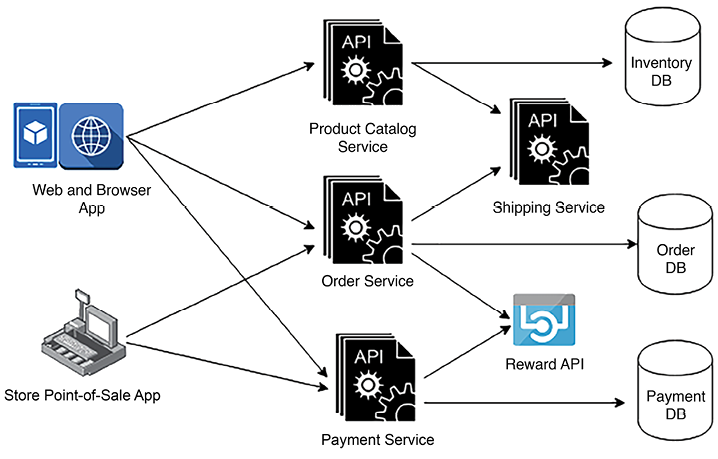 API
Product Catalog
Service
Inventory
DB
API
Shipping Service
Web and Browser
App
API
Order Service
Order
DB
Reward API
Store Point-of-Sale App
API
Payment Service
Payment
DB